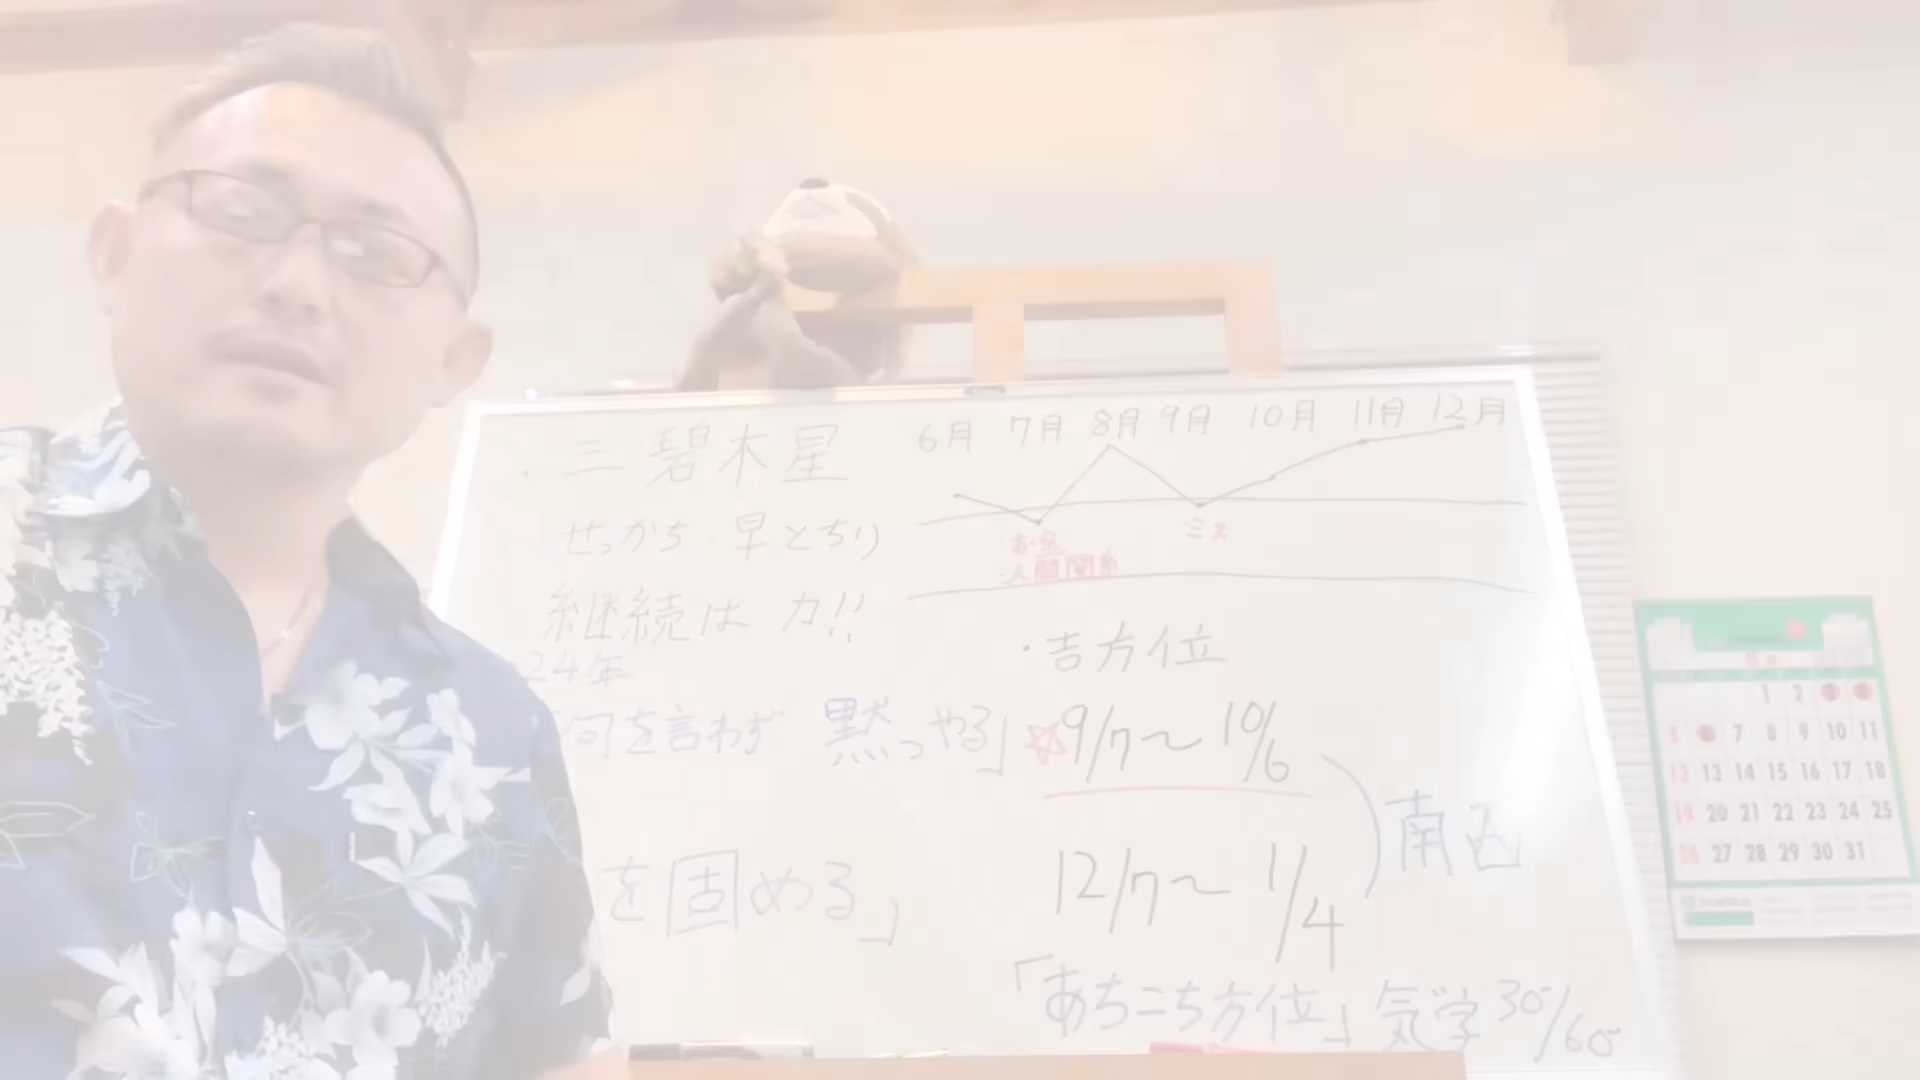 ・三碧木星
せっかち・早とちり
継続は力!!
24年
何を言わず 黙っやる」
を固める」
6月 7月 8月 9月 10月 11月 12月
お金
・人間関係
ミス
・吉方位
☆9/7〜10/6
12/7〜1/4
南西
「あちこち方位」気学30°/60°
1 2
5 7 8 9 10 11
12 13 14 15 16 17 18
19 20 21 22 23 24 25
26 27 28 29 30 31